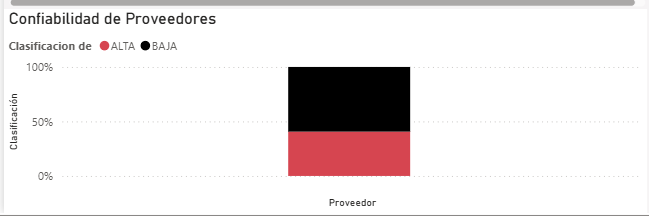 Confiabilidad de Proveedores
Clasificacion de ALTA BAJA
100%
50%
0%
Clasificación
Proveedor